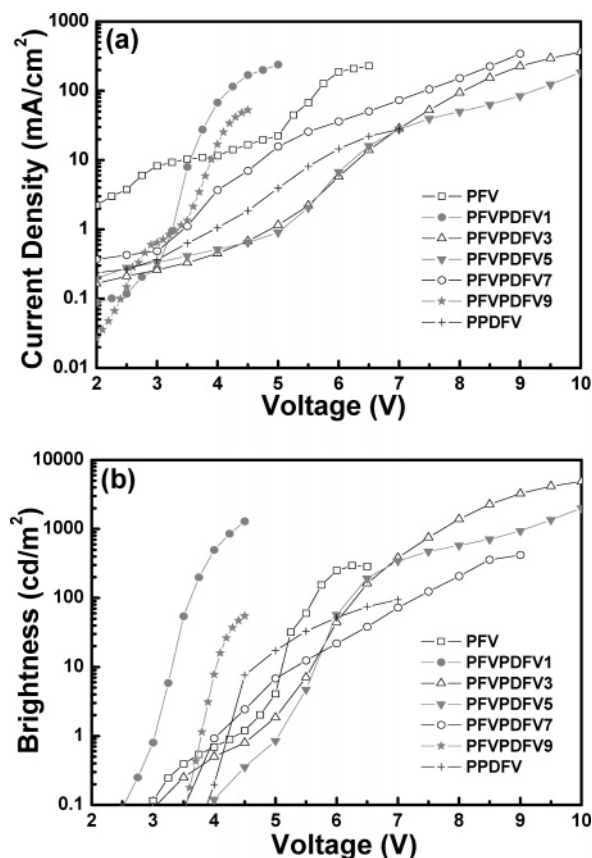 (a)
1000
100
10
1
0.1
0.01
Current Density (mA/cm²)
PFV
PFVPDFV1
PFVPDFV3
PFVPDFV5
PFVPDFV7
PFVPDFV9
PPDFV
2 3 4 5 6 7 8 9 10
Voltage (V)
(b)
10000
1000
100
10
1
0.1
Brightness (cd/m²)
PFV
PFVPDFV1
PFVPDFV3
PFVPDFV5
PFVPDFV7
PFVPDFV9
PPDFV
2 3 4 5 6 7 8 9 10
Voltage (V)